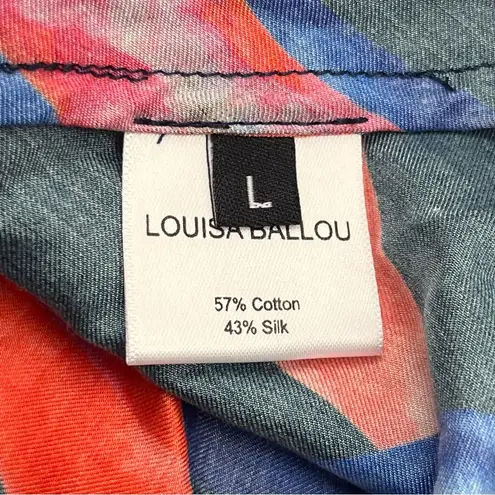 L
LOUISA BALLOU
57% Cotton
43% Silk